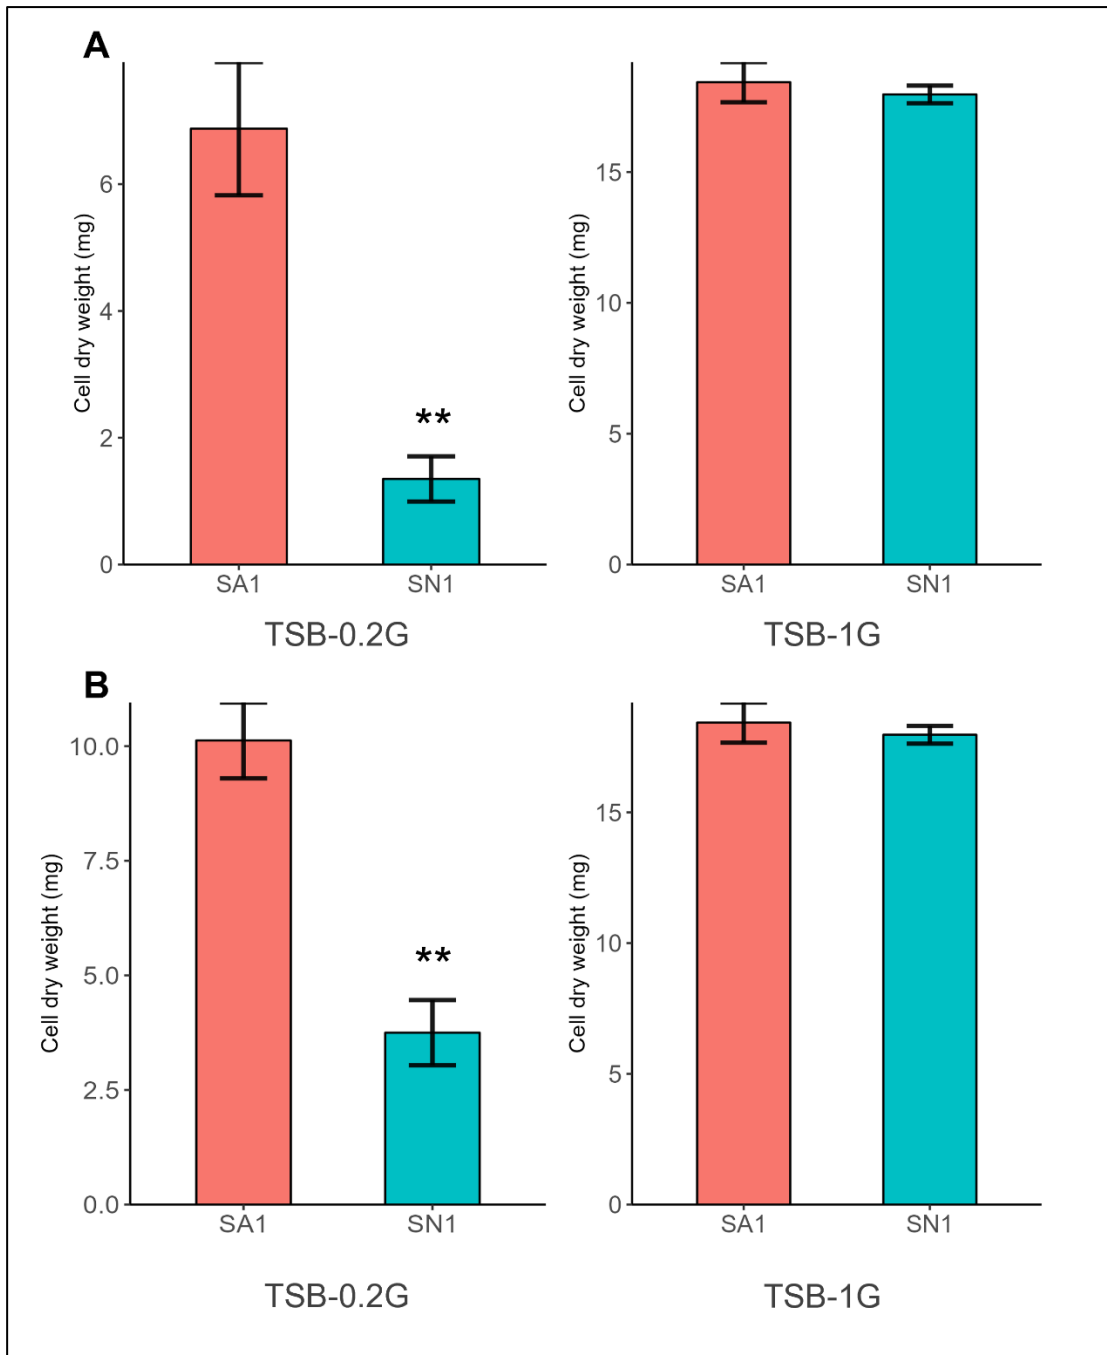 A
Cell dry weight (mg)
6
4
2
0
**
SA1
SN1
TSB-0.2G
Cell dry weight (mg)
15
10
5
0
SA1
SN1
TSB-1G
B
Cell dry weight (mg)
10.0
7.5
5.0
2.5
0.0
**
SA1
SN1
TSB-0.2G
Cell dry weight (mg)
15
10
5
0
SA1
SN1
TSB-1G